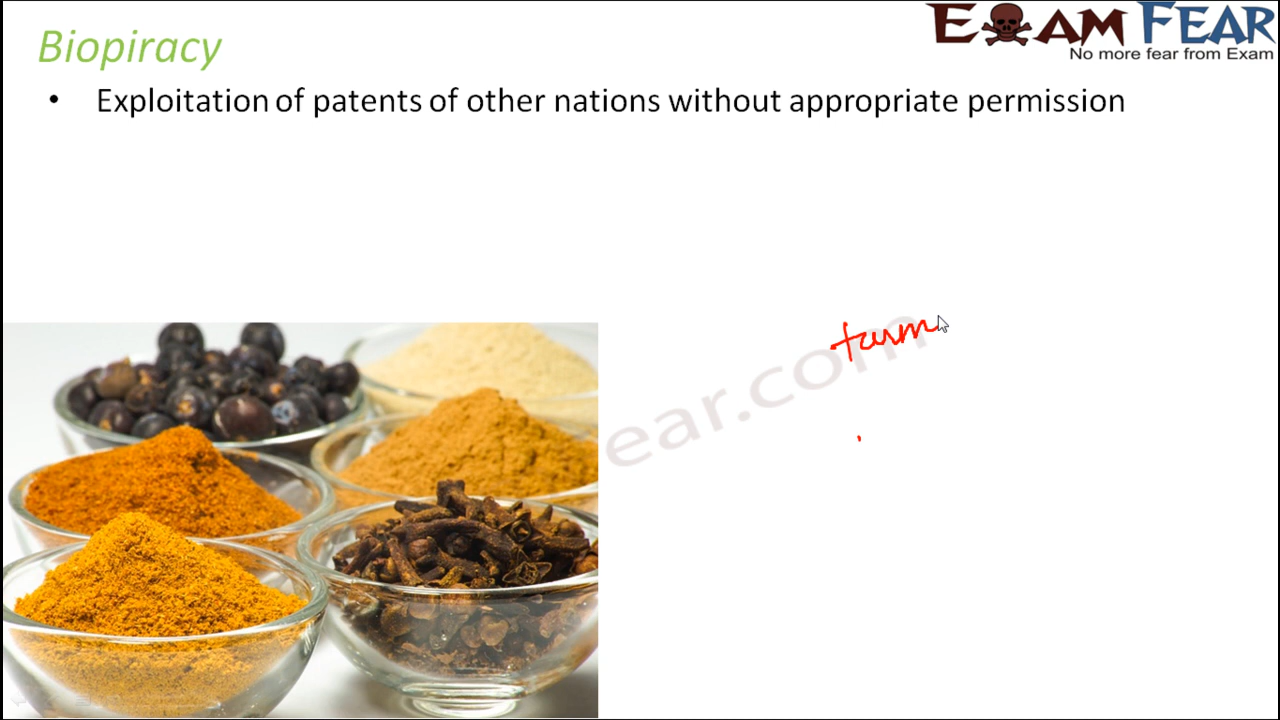 EXAM FEAR
No more fear from Exam
Biopiracy
• Exploitation of patents of other nations without appropriate permission
turm
ear.com